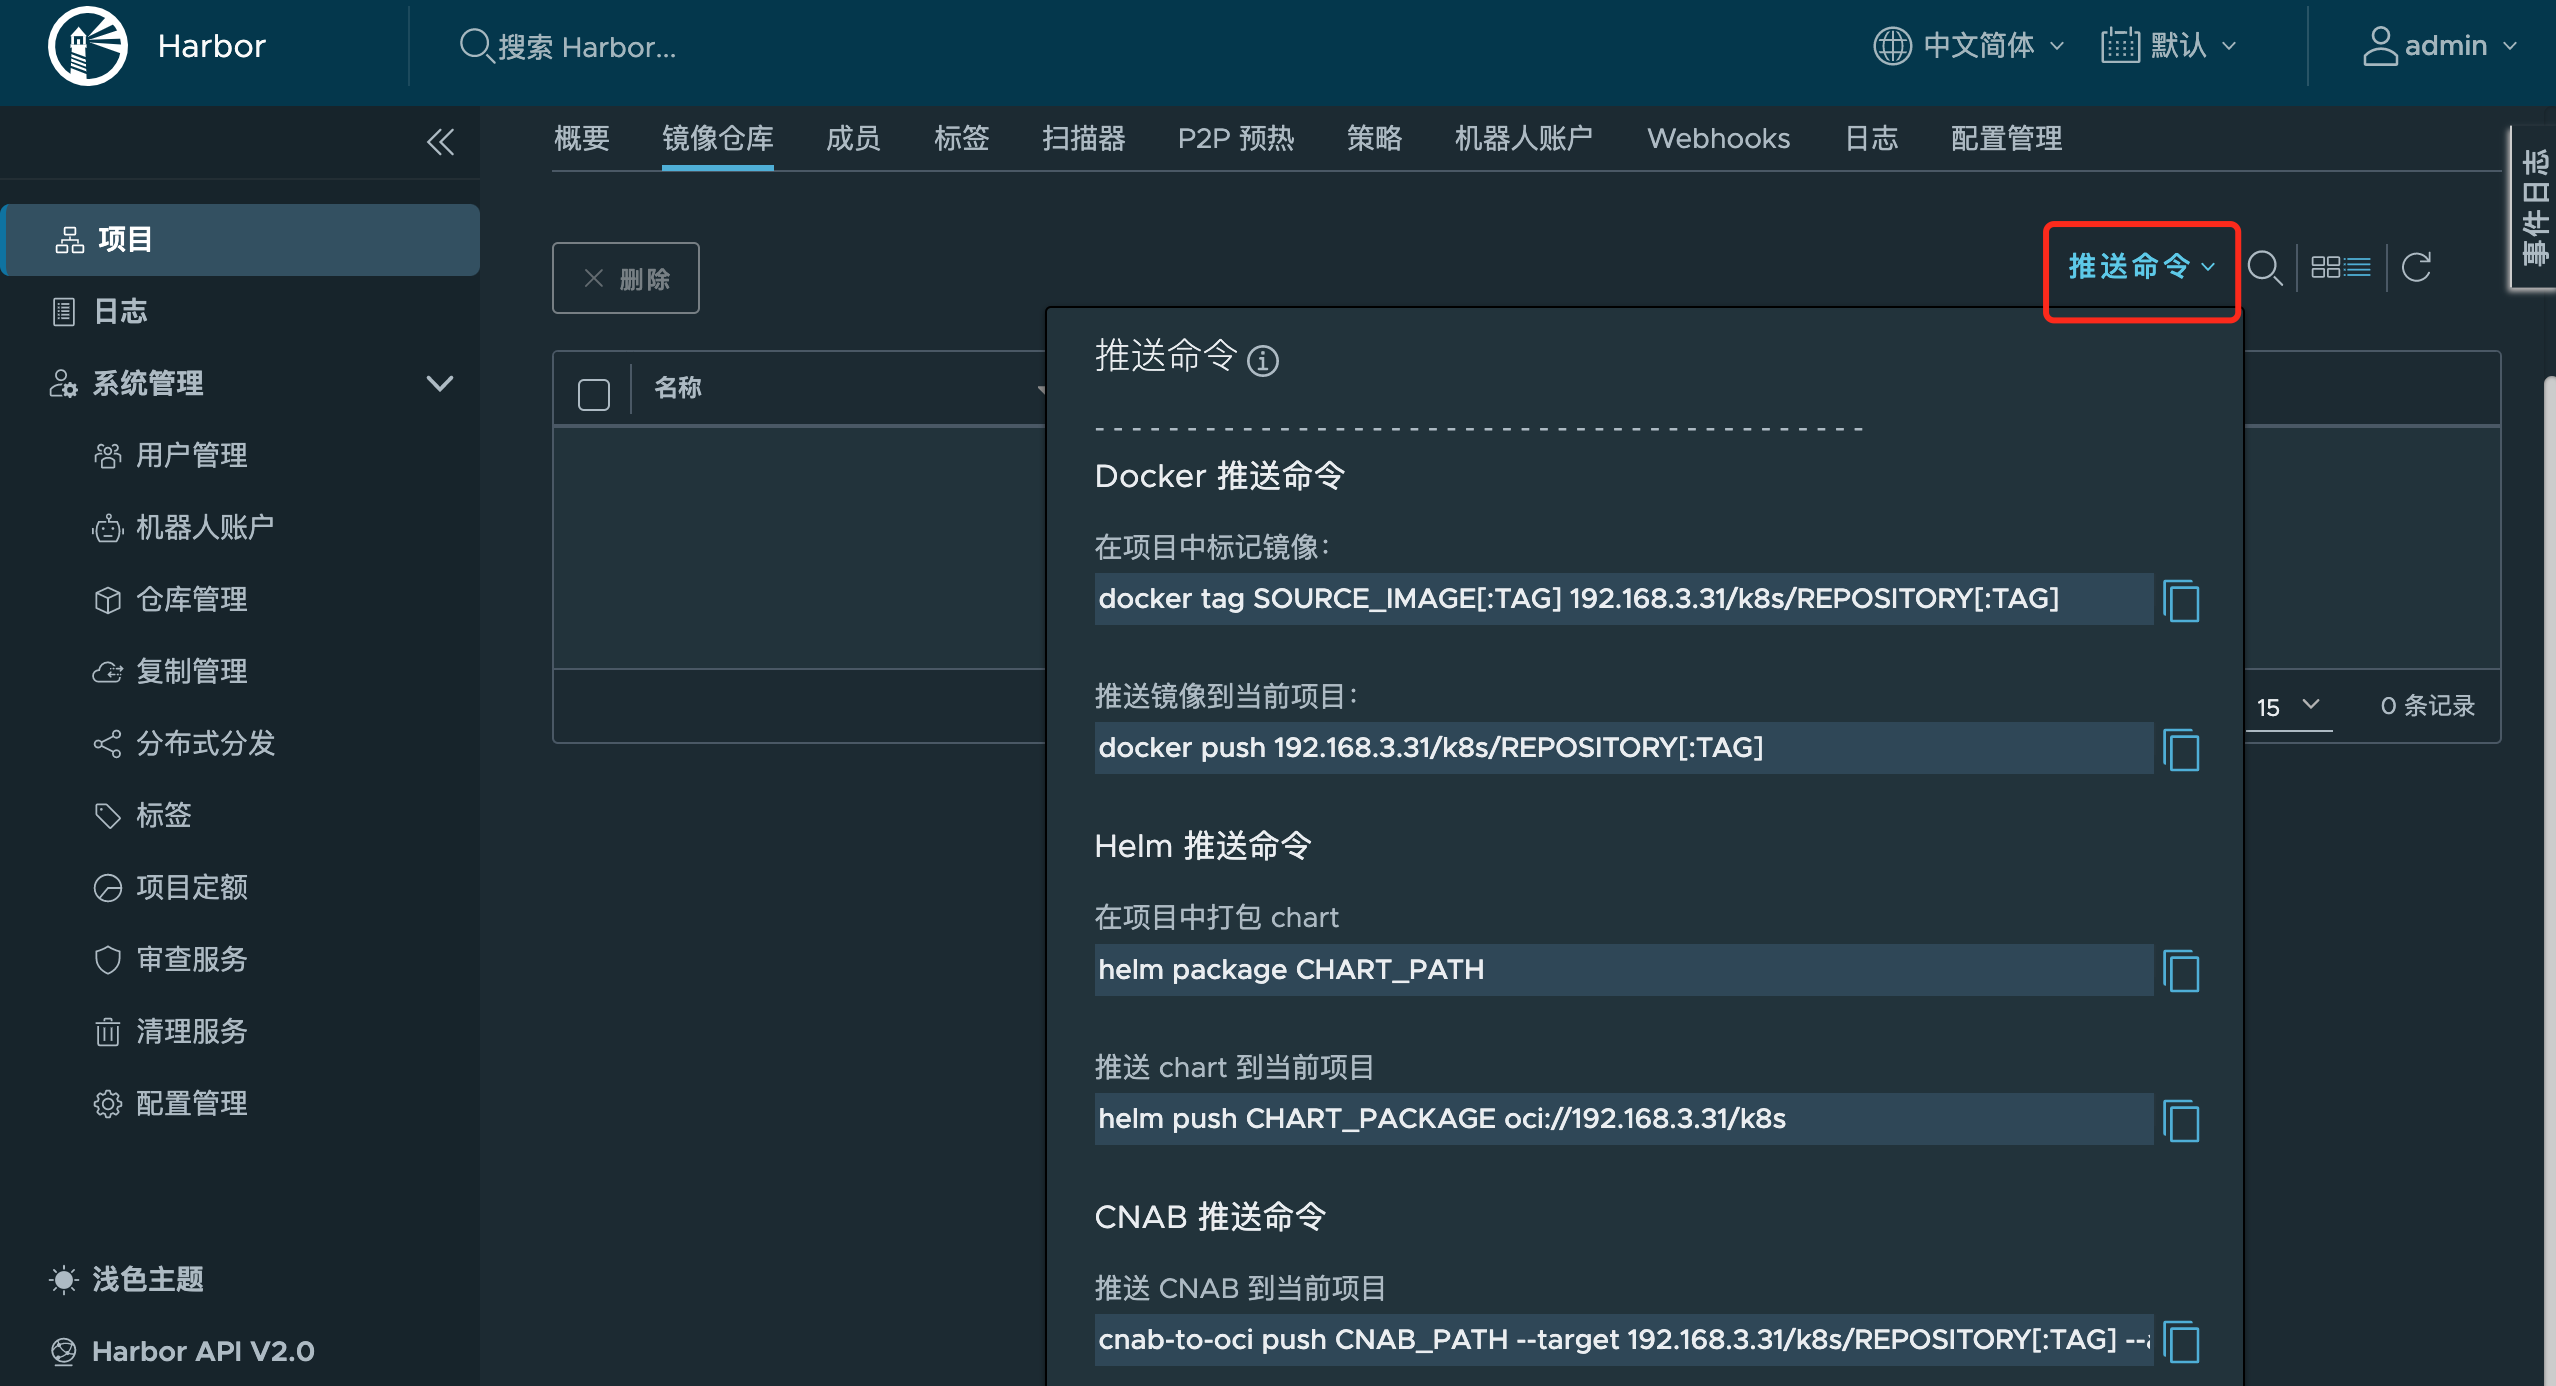 Harbor
搜索 Harbor...
中文简体
默认
admin
概要
镜像仓库
成员
标签
扫描器
P2P 预热
策略
机器人账户
Webhooks
日志
配置管理
事件日志
项目
日志
系统管理
用户管理
机器人账户
仓库管理
复制管理
分布式分发
标签
项目定额
审查服务
清理服务
配置管理
浅色主题
Harbor API V2.0
删除
推送命令
名称
15
0 条记录
推送命令
- - - - - - - - - - - - - - - - - - - - - - - - - - - - - - - - - - - - - - - - - - -
Docker 推送命令
在项目中标记镜像：
docker tag SOURCE_IMAGE[:TAG] 192.168.3.31/k8s/REPOSITORY[:TAG]
推送镜像到当前项目：
docker push 192.168.3.31/k8s/REPOSITORY[:TAG]
Helm 推送命令
在项目中打包 chart
helm package CHART_PATH
推送 chart 到当前项目
helm push CHART_PACKAGE oci://192.168.3.31/k8s
CNAB 推送命令
推送 CNAB 到当前项目
cnab-to-oci push CNAB_PATH --target 192.168.3.31/k8s/REPOSITORY[:TAG] --